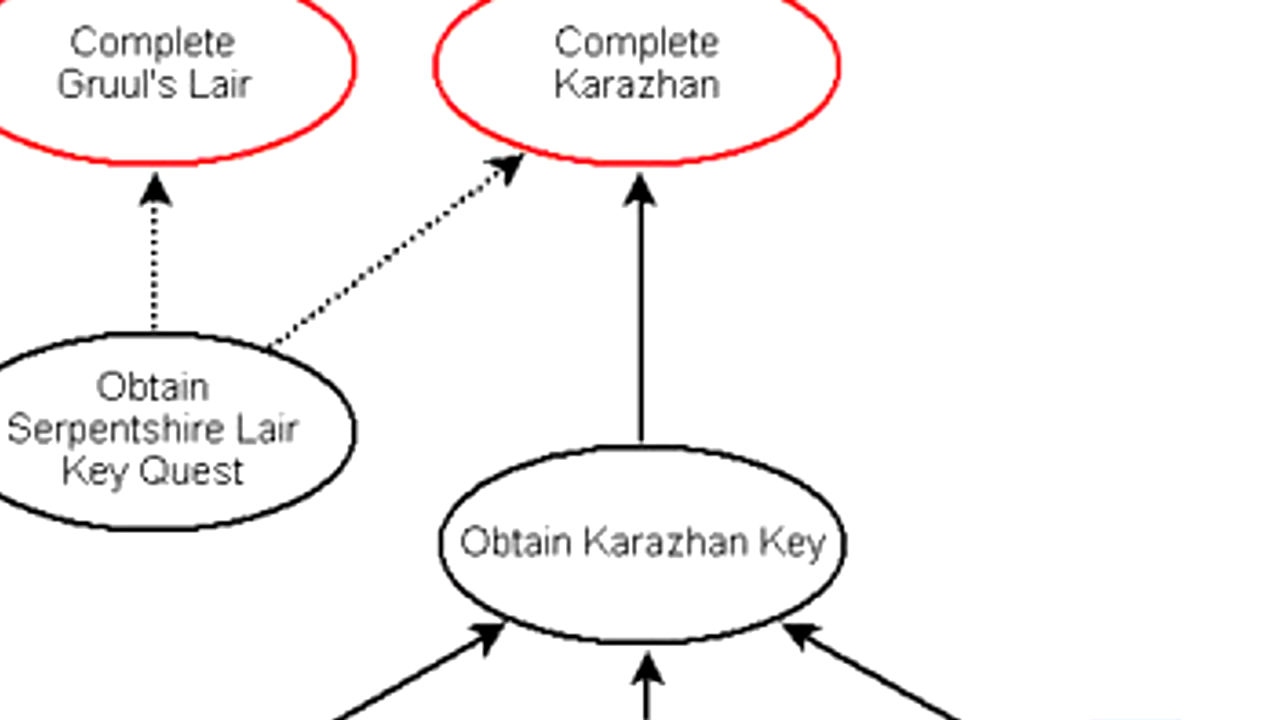 Complete
Gruul's Lair
Complete
Karazhan
Obtain
Serpentshire Lair
Key Quest
Obtain Karazhan Key